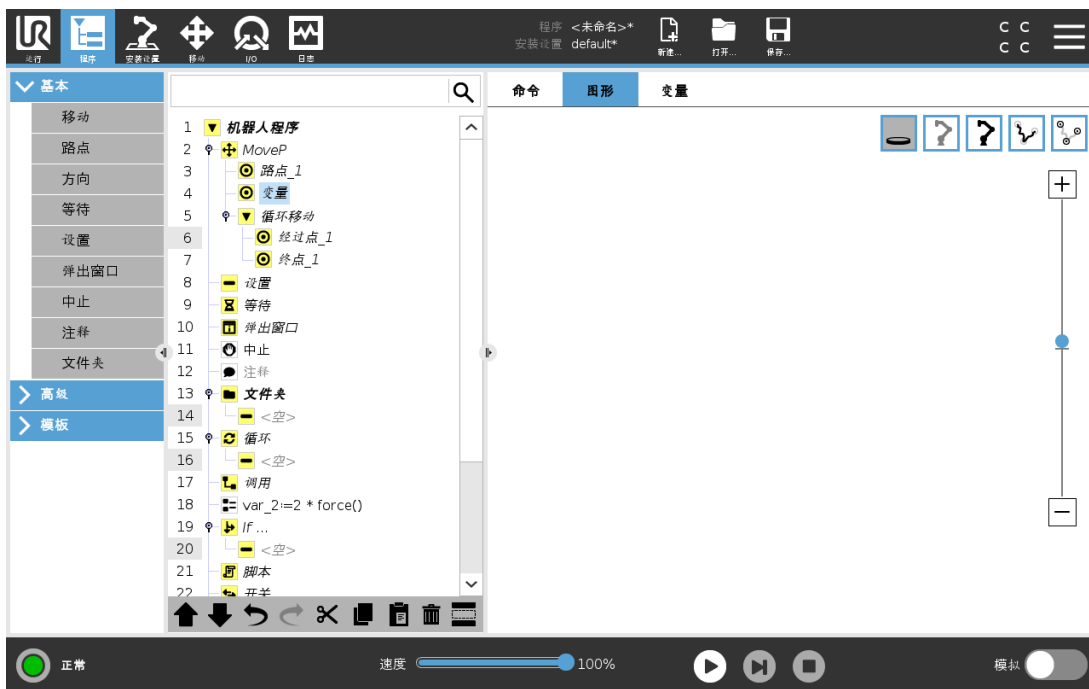 程序 <未命名>*
安装设置 default*
运行 程序 安装设置 移动 I/O 日志 新建... 打开... 保存...
C C
C C
基本
移动
路点
方向
等待
设置
弹出窗口
中止
注释
文件夹
高级
模板
1 机器人程序
2 MoveP
3 路点_1
4 变量
5 循环移动
6 经过点_1
7 终点_1
8 设置
9 等待
10 弹出窗口
11 中止
12 注释
13 文件夹
14 <空>
15 循环
16 <空>
17 调用
18 var_2:=2 * force()
19 If ...
20 <空>
21 脚本
22 开关
命令 图形 变量
正常
速度 100%
模拟